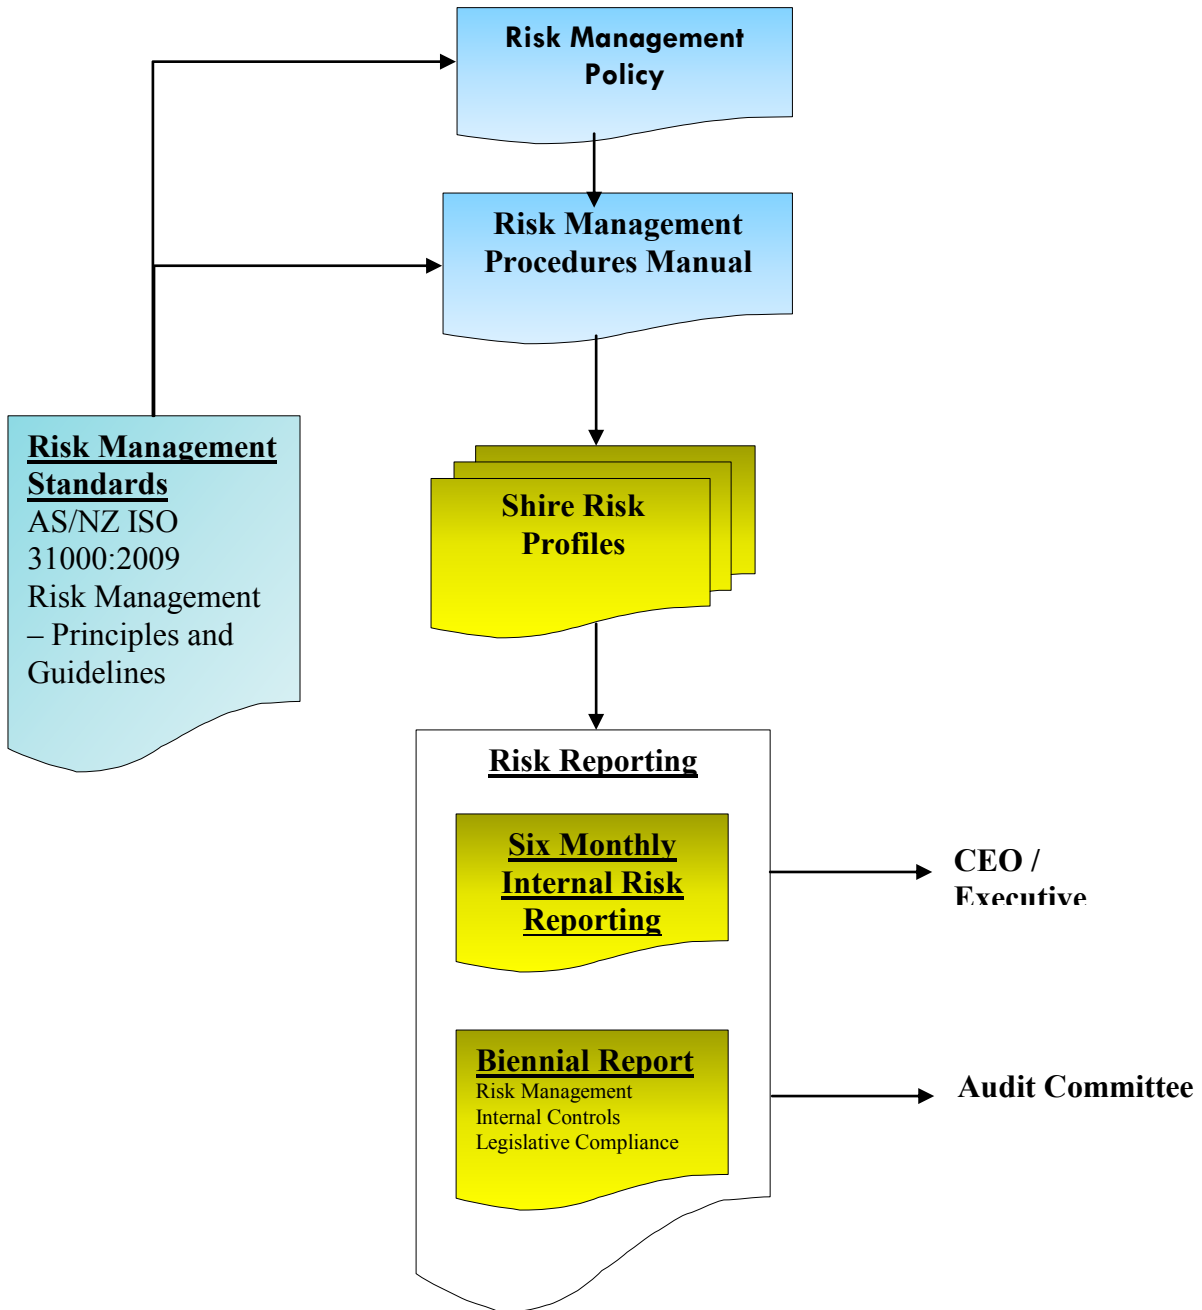 Risk Management
Policy
Risk Management
Procedures Manual
Risk Management
Standards
AS/NZ ISO
31000:2009
Risk Management
– Principles and
Guidelines
Shire Risk
Profiles
Risk Reporting
Six Monthly
Internal Risk
Reporting
CEO /
Executive
Biennial Report
Risk Management
Internal Controls
Legislative Compliance
Audit Committee